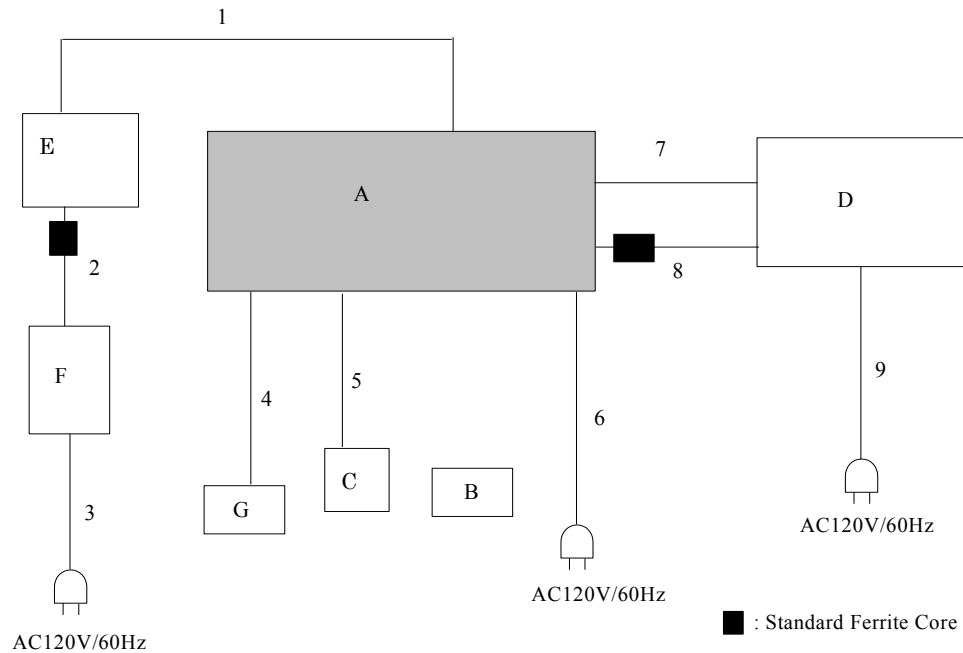 1
E
A
7
D
2
8
F
4
5
6
9
G
C
B
3
AC120V/60Hz
AC120V/60Hz
AC120V/60Hz
: Standard Ferrite Core